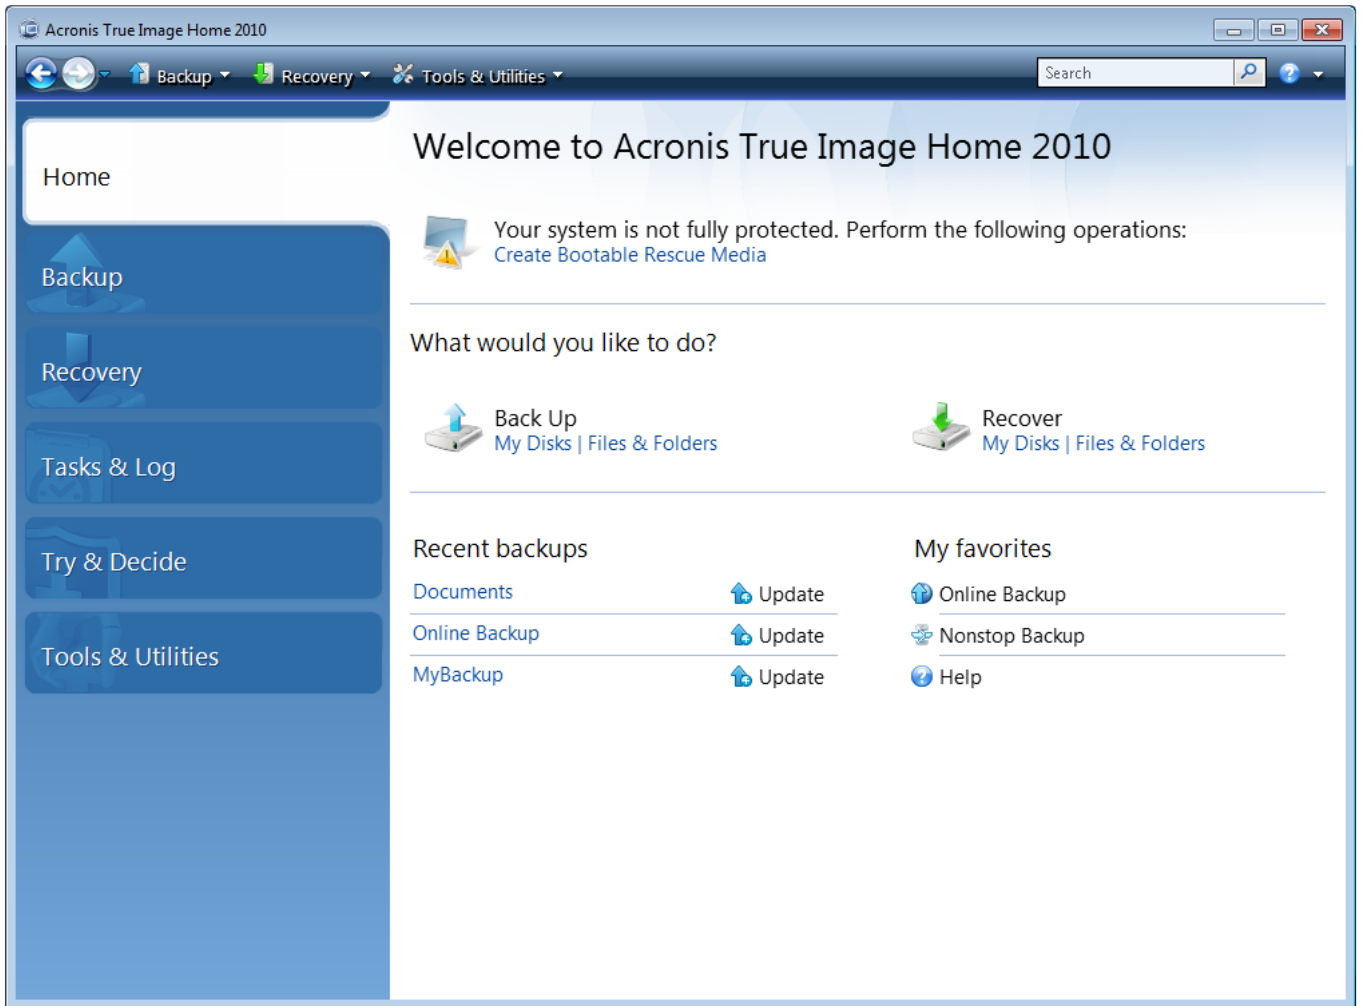 Acronis True Image Home 2010
Backup Recovery Tools & Utilities Search
Home
Backup
Recovery
Tasks & Log
Try & Decide
Tools & Utilities
Welcome to Acronis True Image Home 2010
Your system is not fully protected. Perform the following operations:
Create Bootable Rescue Media
What would you like to do?
Back Up
My Disks | Files & Folders
Recover
My Disks | Files & Folders
Recent backups
Documents Update
Online Backup Update
MyBackup Update
My favorites
Online Backup
Nonstop Backup
Help